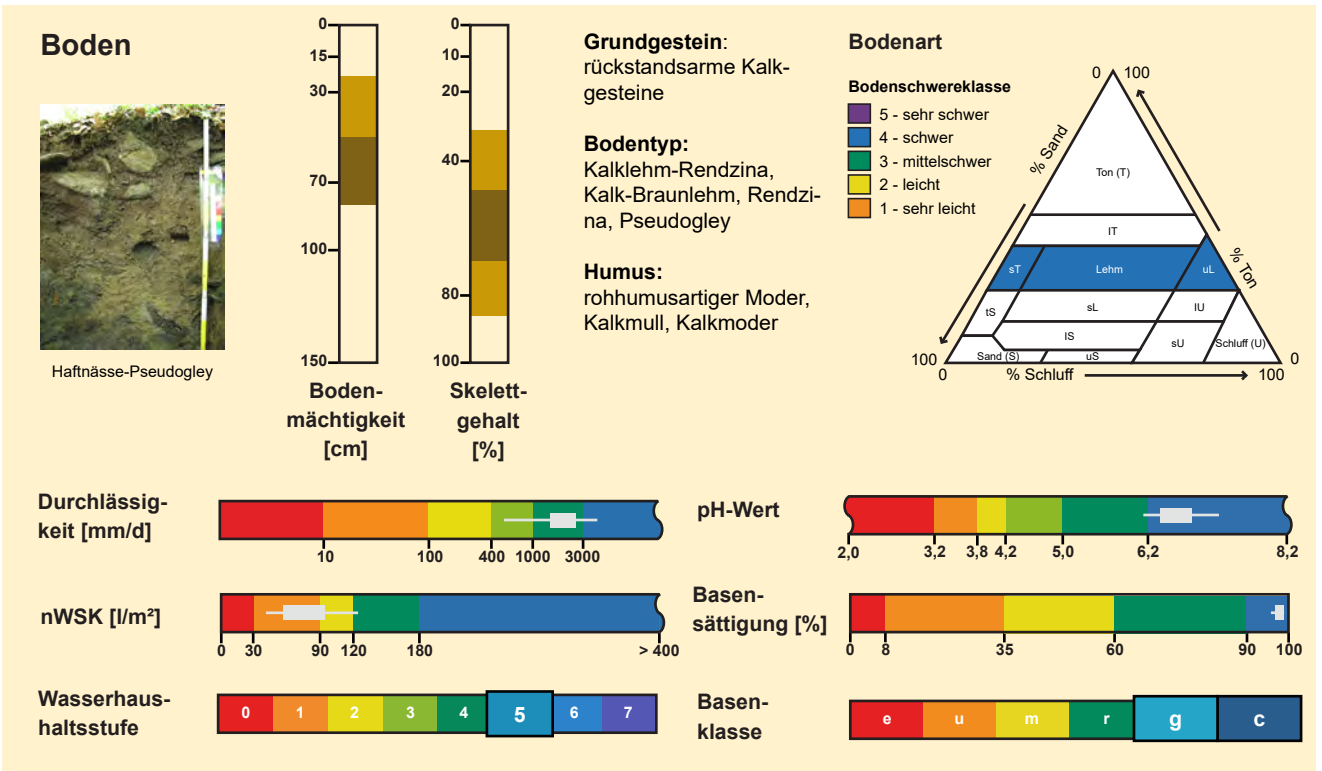 Boden
Haftnässe-Pseudogley
0
15
30
70
100
150
Boden-
mächtigkeit
[cm]
0
10
20
40
80
100
Skelett-
gehalt
[%]
Grundgestein:
rückstandsarme Kalk-
gesteine
Bodentyp:
Kalklehm-Rendzina,
Kalk-Braunlehm, Rendzi-
na, Pseudogley
Humus:
rohhumusartiger Moder,
Kalkmull, Kalkmoder
Bodenart
Bodenschwereklasse
5 - sehr schwer
4 - schwer
3 - mittelschwer
2 - leicht
1 - sehr leicht
0 100
% Sand
% Ton
Ton (T)
lT
sT Lehm uL
tS sL lU
lS sU Schluff (U)
Sand (S) uS
100 0
0 % Schluff 100
Durchlässig-
keit [mm/d]
10 100 400 1000 3000
nWSK [l/m²]
0 30 90 120 180 > 400
Wasserhaus-
haltsstufe
0 1 2 3 4 5 6 7
pH-Wert
2,0 3,2 3,8 4,2 5,0 6,2 8,2
Basen-
sättigung [%]
0 8 35 60 90 100
Basen-
klasse
e u m r g c